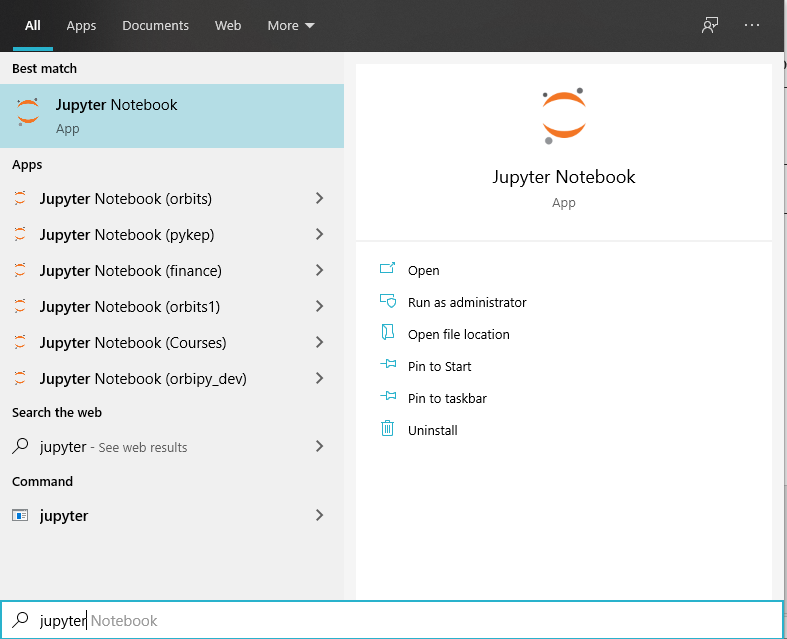 All Apps Documents Web More
Best match
Jupyter Notebook
App
Apps
Jupyter Notebook (orbits)
Jupyter Notebook (pykep)
Jupyter Notebook (finance)
Jupyter Notebook (orbits1)
Jupyter Notebook (Courses)
Jupyter Notebook (orbipy_dev)
Search the web
jupyter - See web results
Command
jupyter
Jupyter Notebook
App
Open
Run as administrator
Open file location
Pin to Start
Pin to taskbar
Uninstall
jupyter Notebook